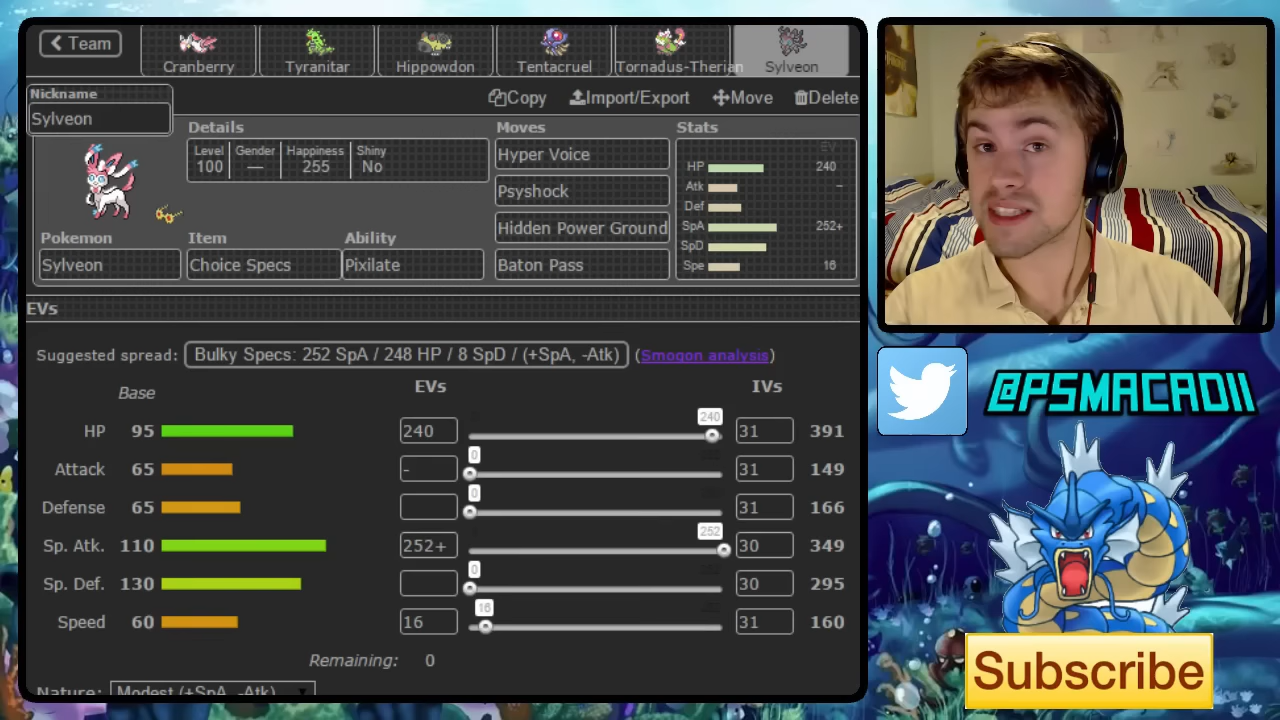 Team
Cranberry
Tyranitar
Hippowdon
Tentacruel
Tornadus-Therian
Sylveon
Nickname
Sylveon
Copy
Import/Export
Move
Delete
Details
Level Gender Happiness Shiny
100 — 255 No
Moves
Hyper Voice
Psyshock
Hidden Power Ground
Baton Pass
Stats
EV
HP 240
Atk -
Def
SpA 252+
SpD
Spe 16
Pokemon Item Ability
Sylveon Choice Specs Pixilate
EVs
Suggested spread: Bulky Specs: 252 SpA / 248 HP / 8 SpD / (+SpA, -Atk) (Smogon analysis)
Base EVs IVs
240
HP 95 240 31 391
0
Attack 65 - 31 149
0
Defense 65 31 166
252
Sp. Atk. 110 252+ 30 349
0
Sp. Def. 130 30 295
16
Speed 60 16 31 160
Remaining: 0
Nature: Modest (+SpA, -Atk)
@PSMACADII
Subscribe